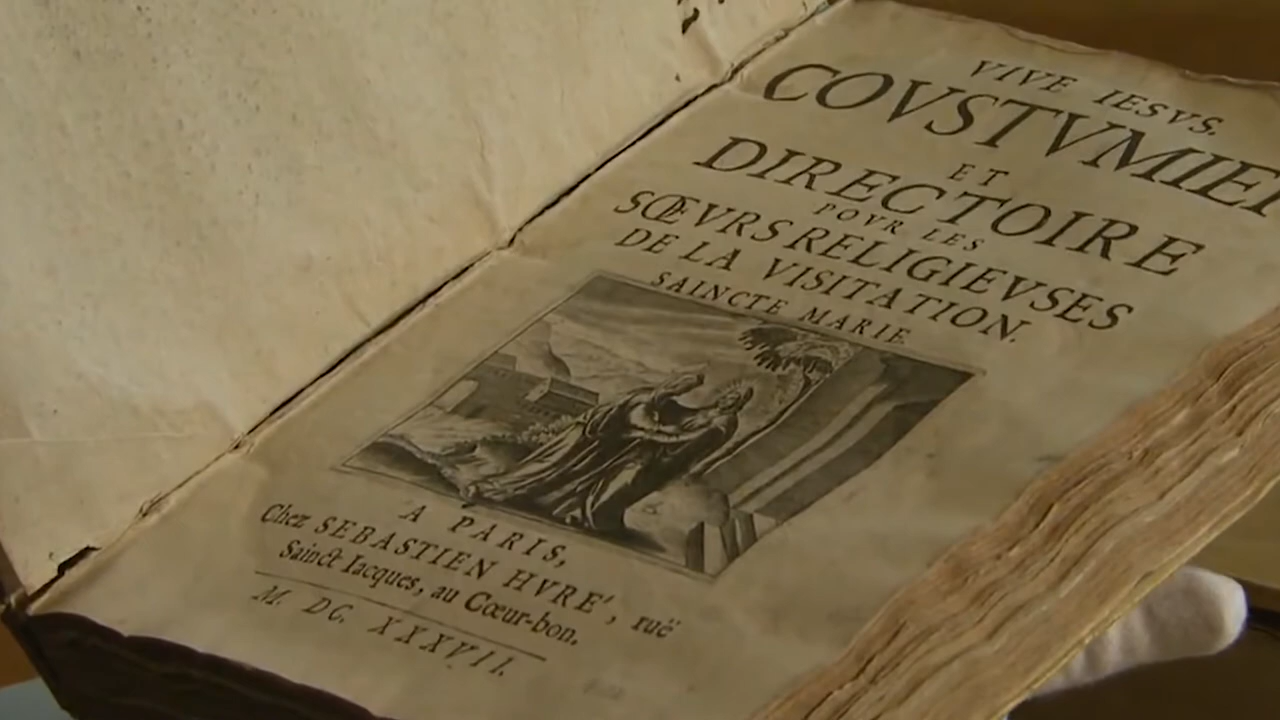 VIVE IESVS.
COVSTVMIER
ET
DIRECTOIRE
POVR LES
SŒVRS RELIGIEVSES
DE LA VISITATION.
SAINCTE MARIE
A PARIS,
Chez SEBASTIEN HVRE', ruë
Sainct Iacques, au Cœur-bon.
M. DC. XXXVII.